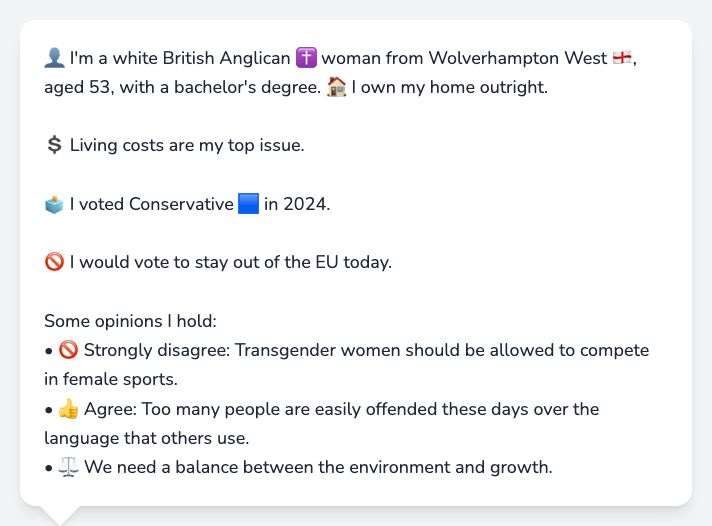 👤 I'm a white British Anglican ✝️ woman from Wolverhampton West 🏴󠁧󠁢󠁥󠁮󠁧󠁿,
aged 53, with a bachelor's degree. 🏠 I own my home outright.
💲 Living costs are my top issue.
🗳️ I voted Conservative 🟦 in 2024.
🚫 I would vote to stay out of the EU today.
Some opinions I hold:
• 🚫 Strongly disagree: Transgender women should be allowed to compete
in female sports.
• 👍 Agree: Too many people are easily offended these days over the
language that others use.
• ⚖️ We need a balance between the environment and growth.